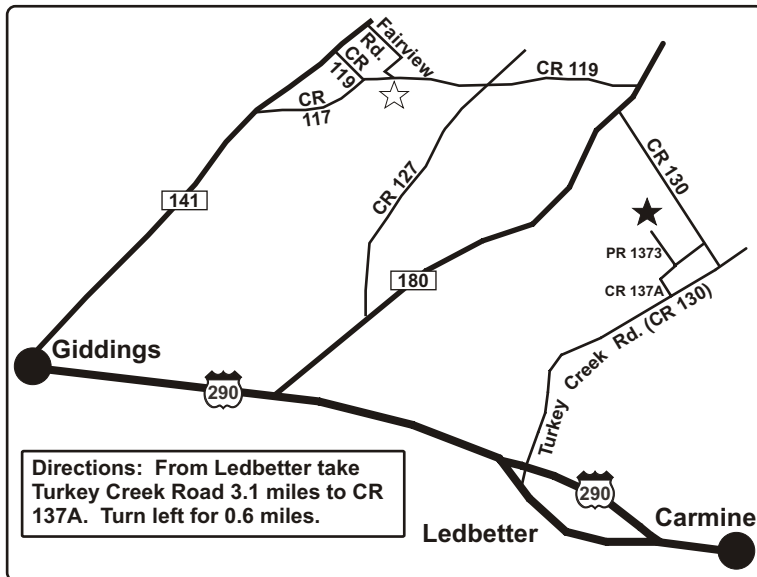 Fairview
Rd.
CR
119
CR
117
CR 119
CR 127
CR 130
141
180
PR 1373
CR 137A
Turkey Creek Rd. (CR 130)
Giddings
290
290
Directions:  From Ledbetter take
Turkey Creek Road 3.1 miles to CR
137A.  Turn left for 0.6 miles.
Ledbetter
Carmine